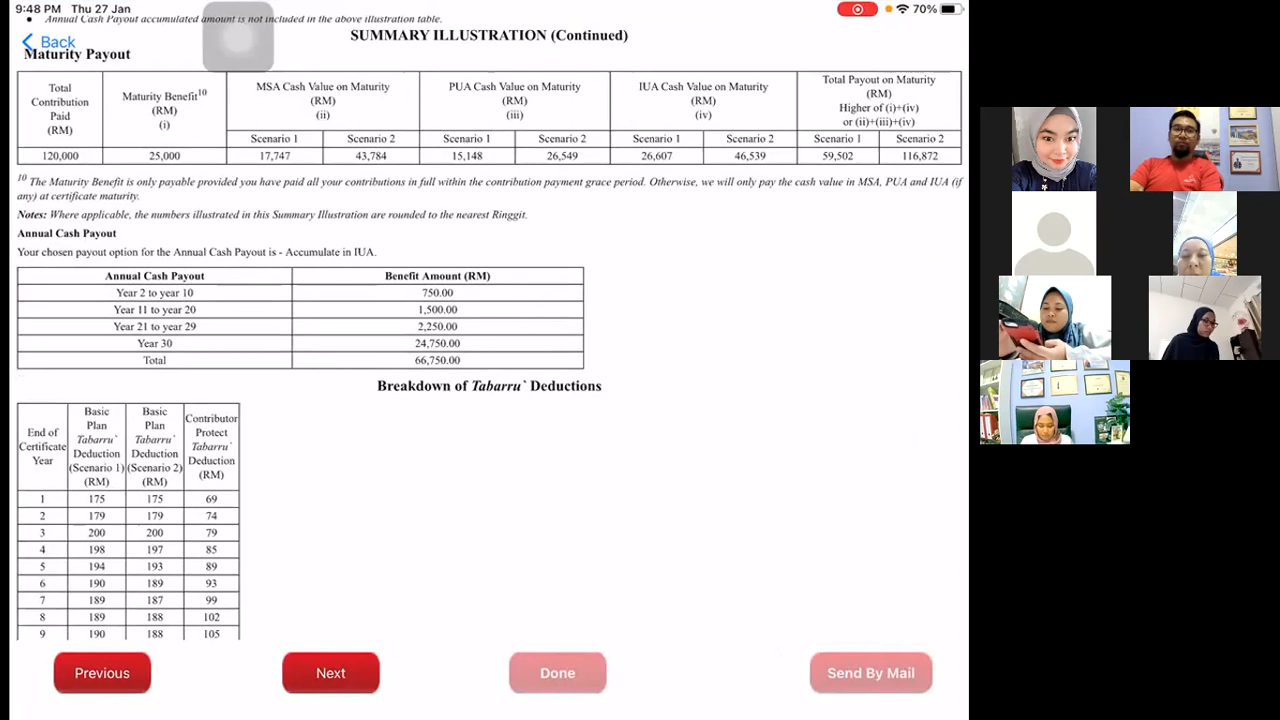 9:48 PM Thu 27 Jan
70%
• Annual Cash Payout accumulated amount is not included in the above illustration table.
Back
SUMMARY ILLUSTRATION (Continued)
Maturity Payout
Total Contribution Paid (RM) | Maturity Benefit10 (RM) (i) | MSA Cash Value on Maturity (RM) (ii) | PUA Cash Value on Maturity (RM) (iii) | IUA Cash Value on Maturity (RM) (iv) | Total Payout on Maturity (RM) Higher of (i)+(iv) or (ii)+(iii)+(iv)
Scenario 1 | Scenario 2 | Scenario 1 | Scenario 2 | Scenario 1 | Scenario 2 | Scenario 1 | Scenario 2
120,000 | 25,000 | 17,747 | 43,784 | 15,148 | 26,549 | 26,607 | 46,539 | 59,502 | 116,872
10 The Maturity Benefit is only payable provided you have paid all your contributions in full within the contribution payment grace period. Otherwise, we will only pay the cash value in MSA, PUA and IUA (if
any) at certificate maturity.
Notes: Where applicable, the numbers illustrated in this Summary Illustration are rounded to the nearest Ringgit.
Annual Cash Payout
Your chosen payout option for the Annual Cash Payout is - Accumulate in IUA.
Annual Cash Payout | Benefit Amount (RM)
Year 2 to year 10 | 750.00
Year 11 to year 20 | 1,500.00
Year 21 to year 29 | 2,250.00
Year 30 | 24,750.00
Total | 66,750.00
Breakdown of Tabarru` Deductions
End of Certificate Year | Basic Plan Tabarru` Deduction (Scenario 1) (RM) | Basic Plan Tabarru` Deduction (Scenario 2) (RM) | Contributor Protect Tabarru` Deduction (RM)
1 | 175 | 175 | 69
2 | 179 | 179 | 74
3 | 200 | 200 | 79
4 | 198 | 197 | 85
5 | 194 | 193 | 89
6 | 190 | 189 | 93
7 | 189 | 187 | 99
8 | 189 | 188 | 102
9 | 190 | 188 | 105
Previous
Next
Done
Send By Mail